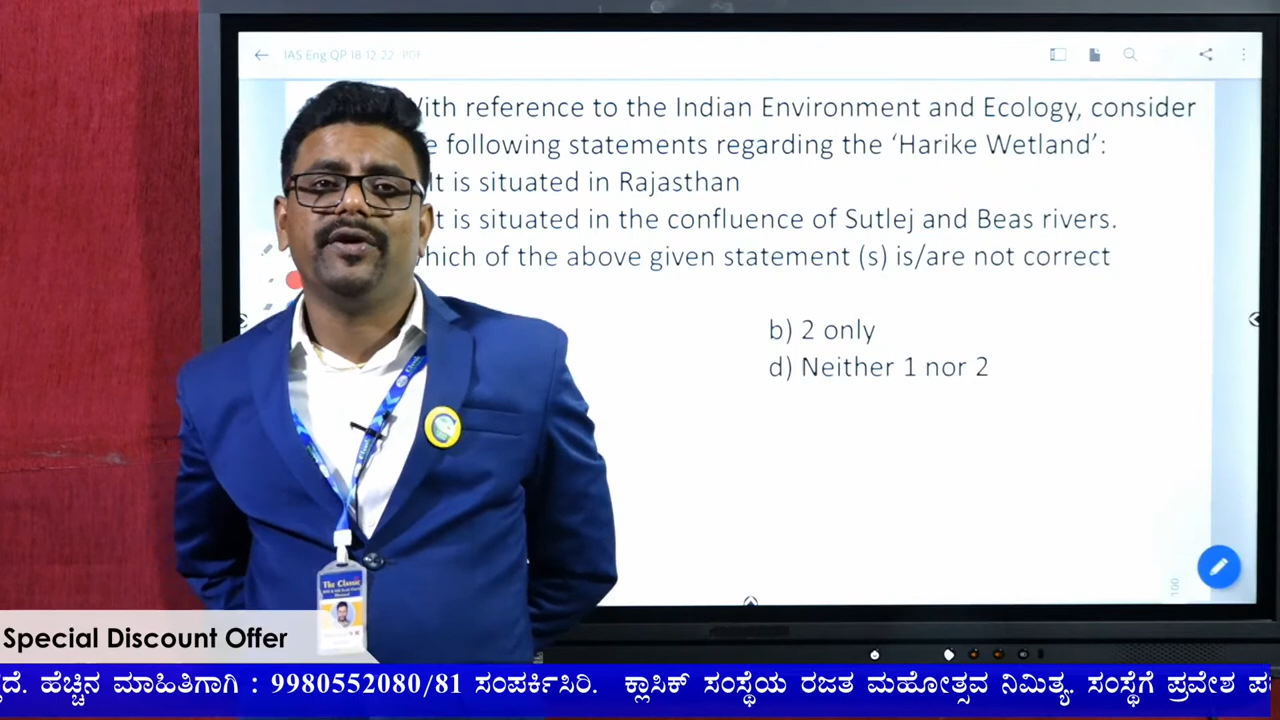 IAS Eng QP 18 12 22 PDF
With reference to the Indian Environment and Ecology, consider
following statements regarding the ‘Harike Wetland’:
It is situated in Rajasthan
It is situated in the confluence of Sutlej and Beas rivers.
hich of the above given statement (s) is/are not correct
b) 2 only
d) Neither 1 nor 2
100
The Classic
Special Discount Offer
ಹೆಚ್ಚಿನ ಮಾಹಿತಿಗಾಗಿ : 9980552080/81 ಸಂಪರ್ಕಿಸಿರಿ. ಕ್ಲಾಸಿಕ್ ಸಂಸ್ಥೆಯ ರಜತ ಮಹೋತ್ಸವ ನಿಮಿತ್ಯ. ಸಂಸ್ಥೆಗೆ ಪ್ರವೇಶ